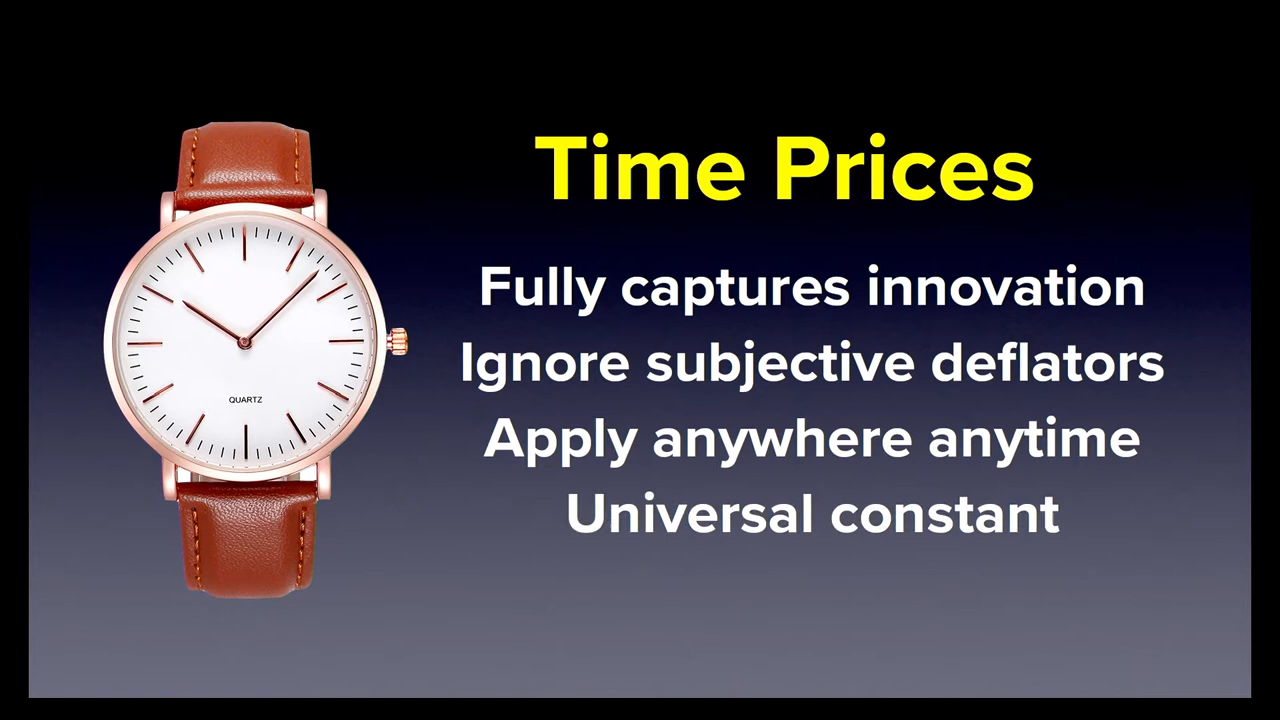 Time Prices
Fully captures innovation
Ignore subjective deflators
Apply anywhere anytime
Universal constant
QUARTZ